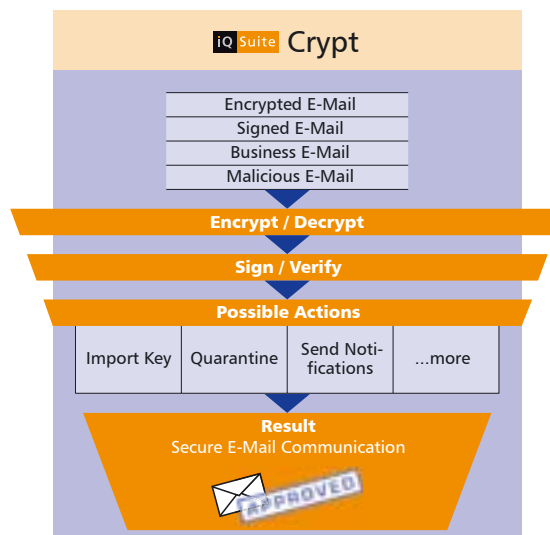 iQ Suite Crypt
Encrypted E-Mail
Signed E-Mail
Business E-Mail
Malicious E-Mail
Encrypt / Decrypt
Sign / Verify
Possible Actions
Import Key
Quarantine
Send Noti-
fications
...more
Result
Secure E-Mail Communication
APPROVED